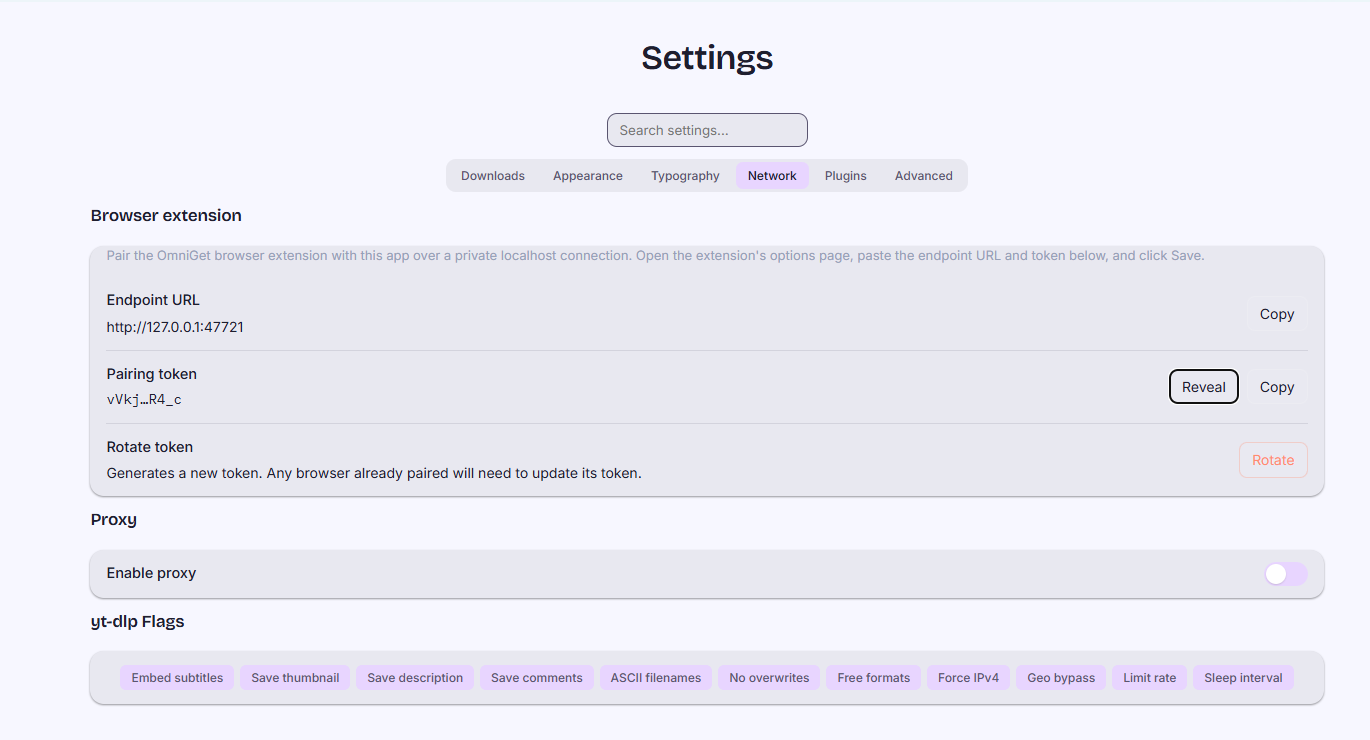 Settings
Search settings...
Downloads Appearance Typography Network Plugins Advanced
Browser extension
Pair the OmniGet browser extension with this app over a private localhost connection. Open the extension's options page, paste the endpoint URL and token below, and click Save.
Endpoint URL
http://127.0.0.1:47721
Copy
Pairing token
vVkj…R4_c
Reveal Copy
Rotate token
Generates a new token. Any browser already paired will need to update its token.
Rotate
Proxy
Enable proxy
yt-dlp Flags
Embed subtitles Save thumbnail Save description Save comments ASCII filenames No overwrites Free formats Force IPv4 Geo bypass Limit rate Sleep interval